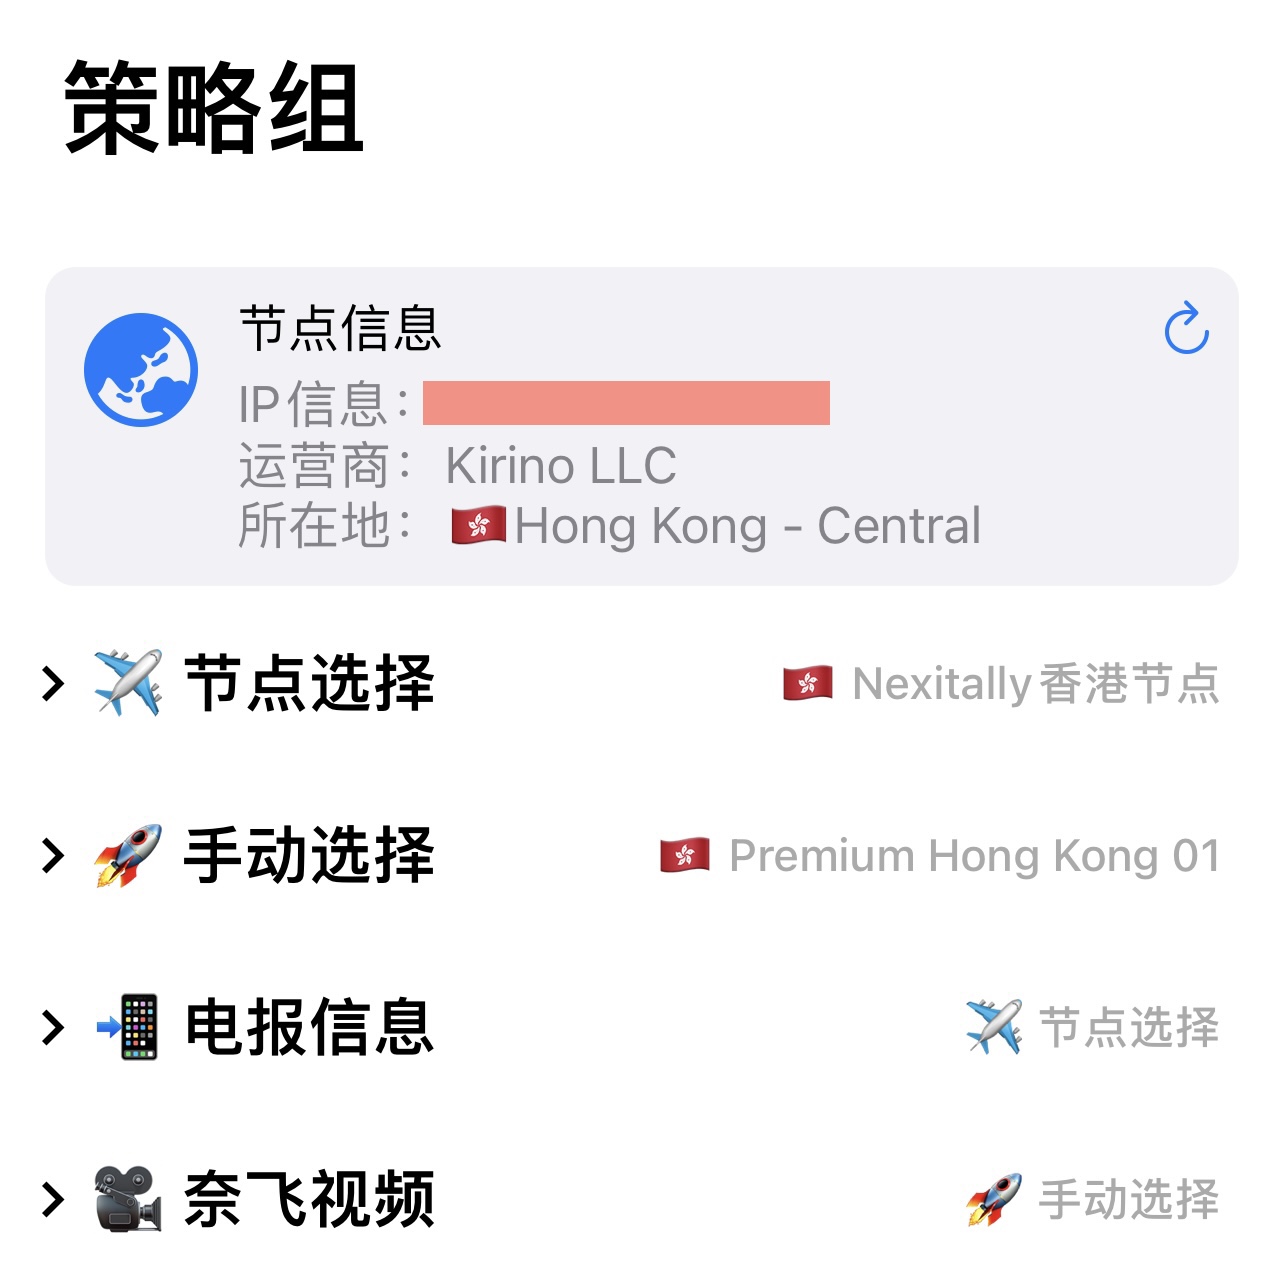 策略组
节点信息
IP信息：
运营商： Kirino LLC
所在地： 🇭🇰Hong Kong - Central
✈️ 节点选择 🇭🇰 Nexitally香港节点
🚀 手动选择 🇭🇰 Premium Hong Kong 01
📲 电报信息 ✈️ 节点选择
🎥 奈飞视频 🚀 手动选择